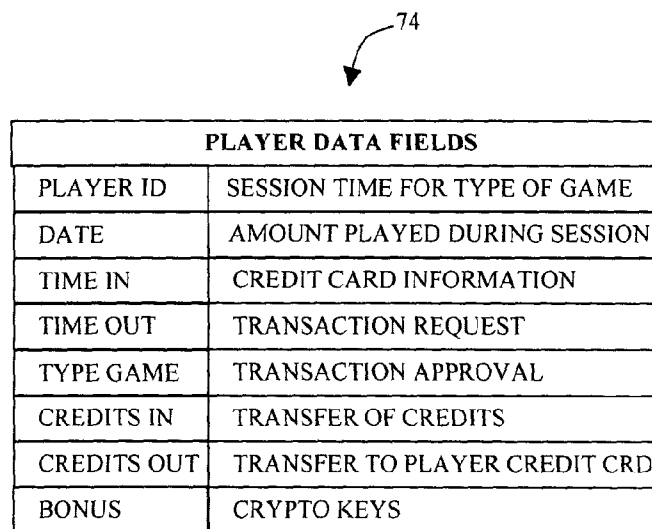 74
PLAYER DATA FIELDS
PLAYER ID SESSION TIME FOR TYPE OF GAME
DATE AMOUNT PLAYED DURING SESSION
TIME IN CREDIT CARD INFORMATION
TIME OUT TRANSACTION REQUEST
TYPE GAME TRANSACTION APPROVAL
CREDITS IN TRANSFER OF CREDITS
CREDITS OUT TRANSFER TO PLAYER CREDIT CRD
BONUS CRYPTO KEYS